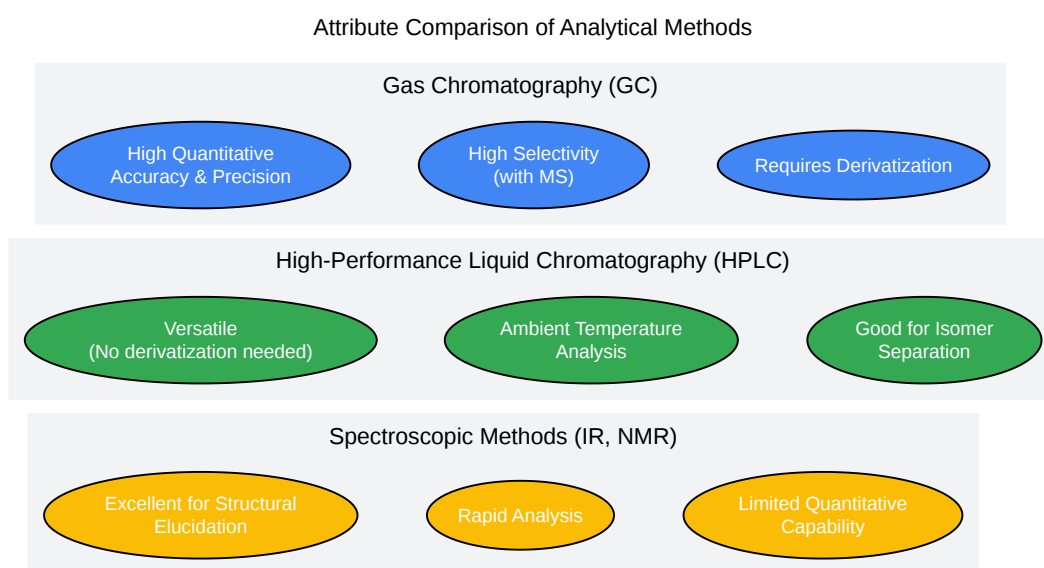 Attribute Comparison of Analytical Methods
Gas Chromatography (GC)
High Quantitative
Accuracy & Precision
High Selectivity
(with MS)
Requires Derivatization
High-Performance Liquid Chromatography (HPLC)
Versatile
(No derivatization needed)
Ambient Temperature
Analysis
Good for Isomer
Separation
Spectroscopic Methods (IR, NMR)
Excellent for Structural
Elucidation
Rapid Analysis
Limited Quantitative
Capability